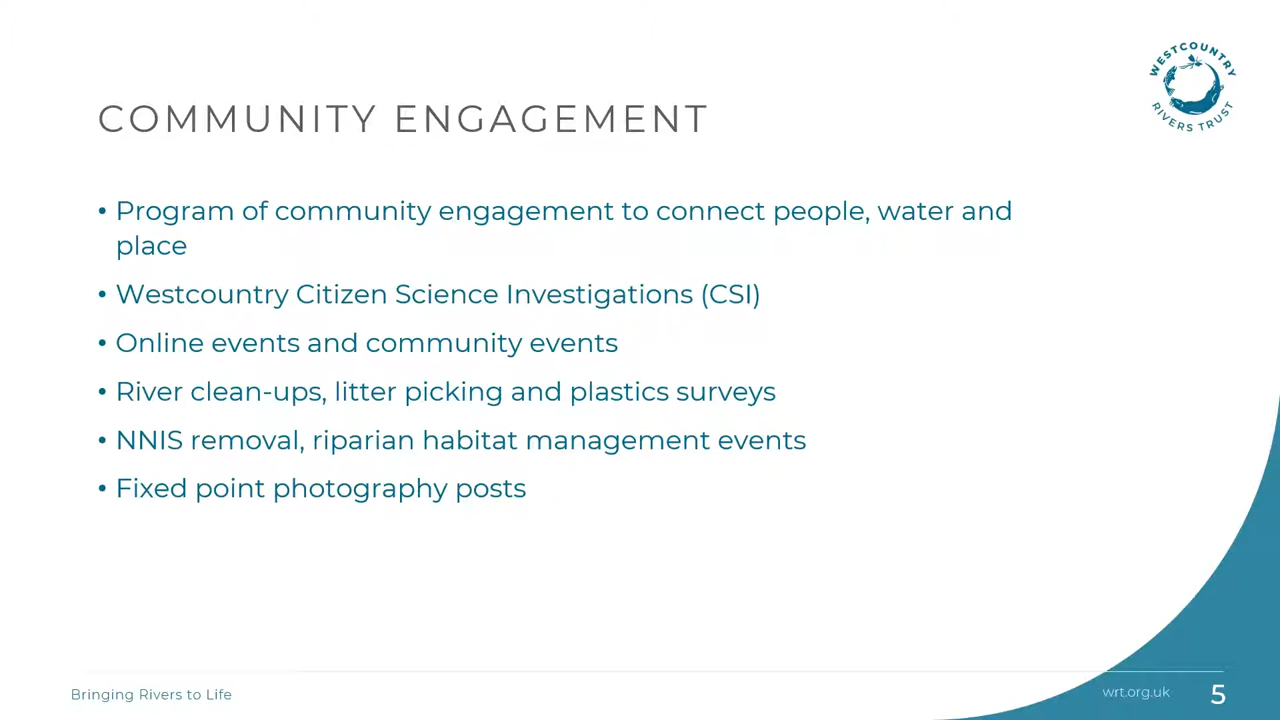 WESTCOUNTRY
RIVERS TRUST
COMMUNITY ENGAGEMENT
• Program of community engagement to connect people, water and
place
• Westcountry Citizen Science Investigations (CSI)
• Online events and community events
• River clean-ups, litter picking and plastics surveys
• NNIS removal, riparian habitat management events
• Fixed point photography posts
Bringing Rivers to Life
wrt.org.uk
5